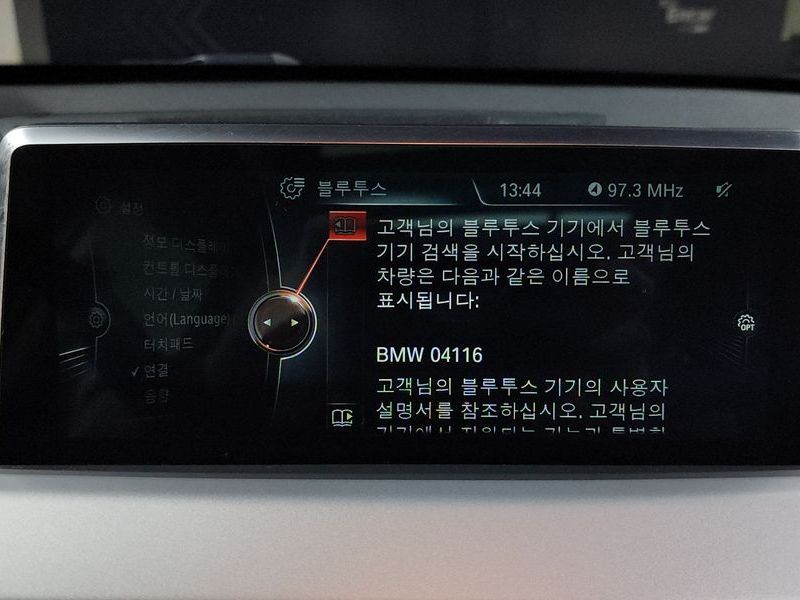 블루투스
13:44
97.3 MHz
설정
정보 디스플레이
컨트롤 디스플레
시간 / 날짜
언어(Language)
터치패드
✓ 연결
음향
고객님의 블루투스 기기에서 블루투스
기기 검색을 시작하십시오. 고객님의
차량은 다음과 같은 이름으로
표시됩니다:
BMW 04116
고객님의 블루투스 기기의 사용자
설명서를 참조하십시오. 고객님의
OPT